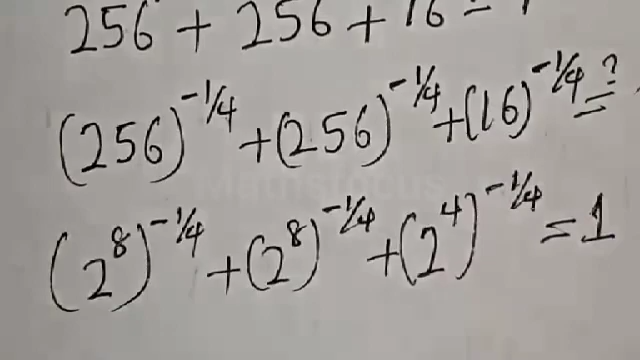 256 + 256 + 16 =
(256)^{-1/4} + (256)^{-1/4} + (16)^{-1/4} ?=
(2^8)^{-1/4} + (2^8)^{-1/4} + (2^4)^{-1/4} = 1